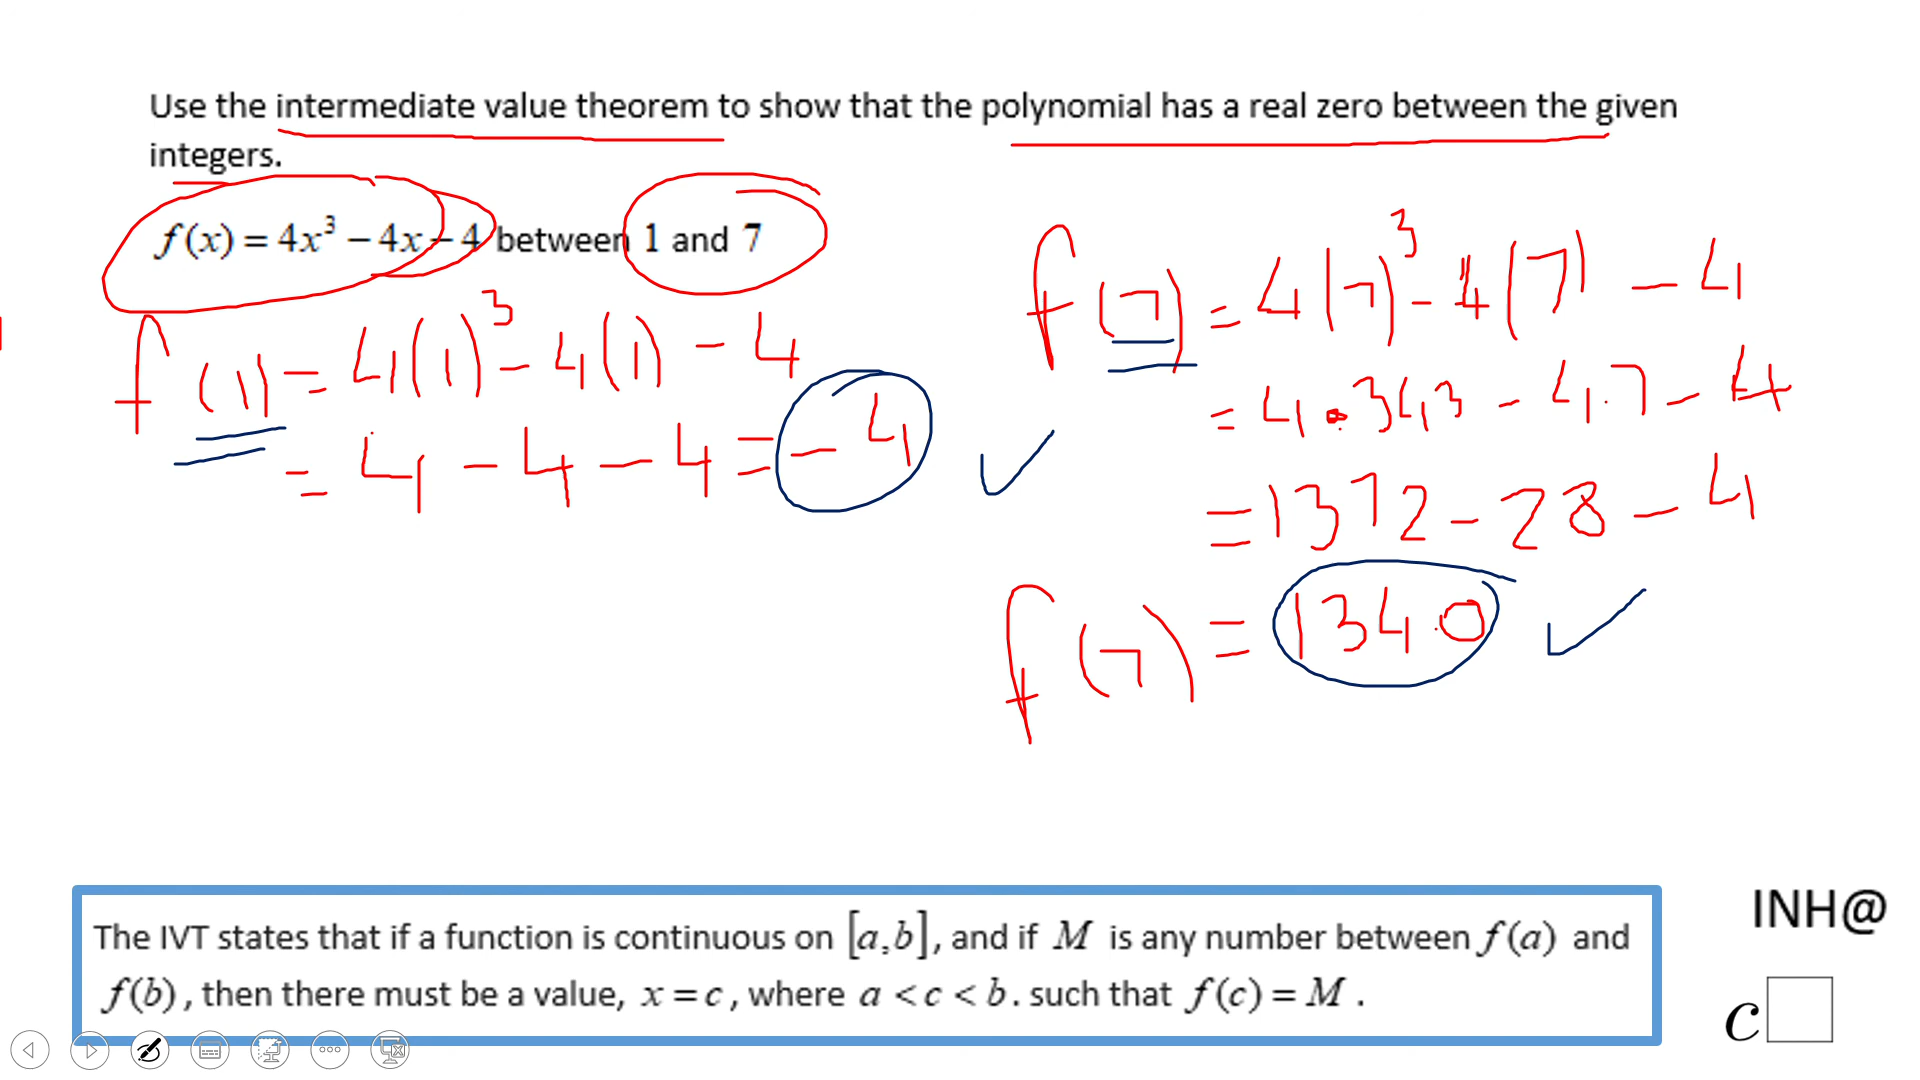 Use the intermediate value theorem to show that the polynomial has a real zero between the given
integers.
f(x) = 4x³ − 4x − 4 between 1 and 7
f(1) = 4(1)³ - 4(1) - 4
= 4 - 4 - 4 = -4
f(7) = 4(7)³ - 4(7) - 4
= 4 · 343 - 4.7 - 4
= 1372 - 28 - 4
f(7) = 1340
The IVT states that if a function is continuous on [a,b], and if M is any number between f(a) and
f(b), then there must be a value, x = c, where a < c < b. such that f(c) = M.
INH@
c